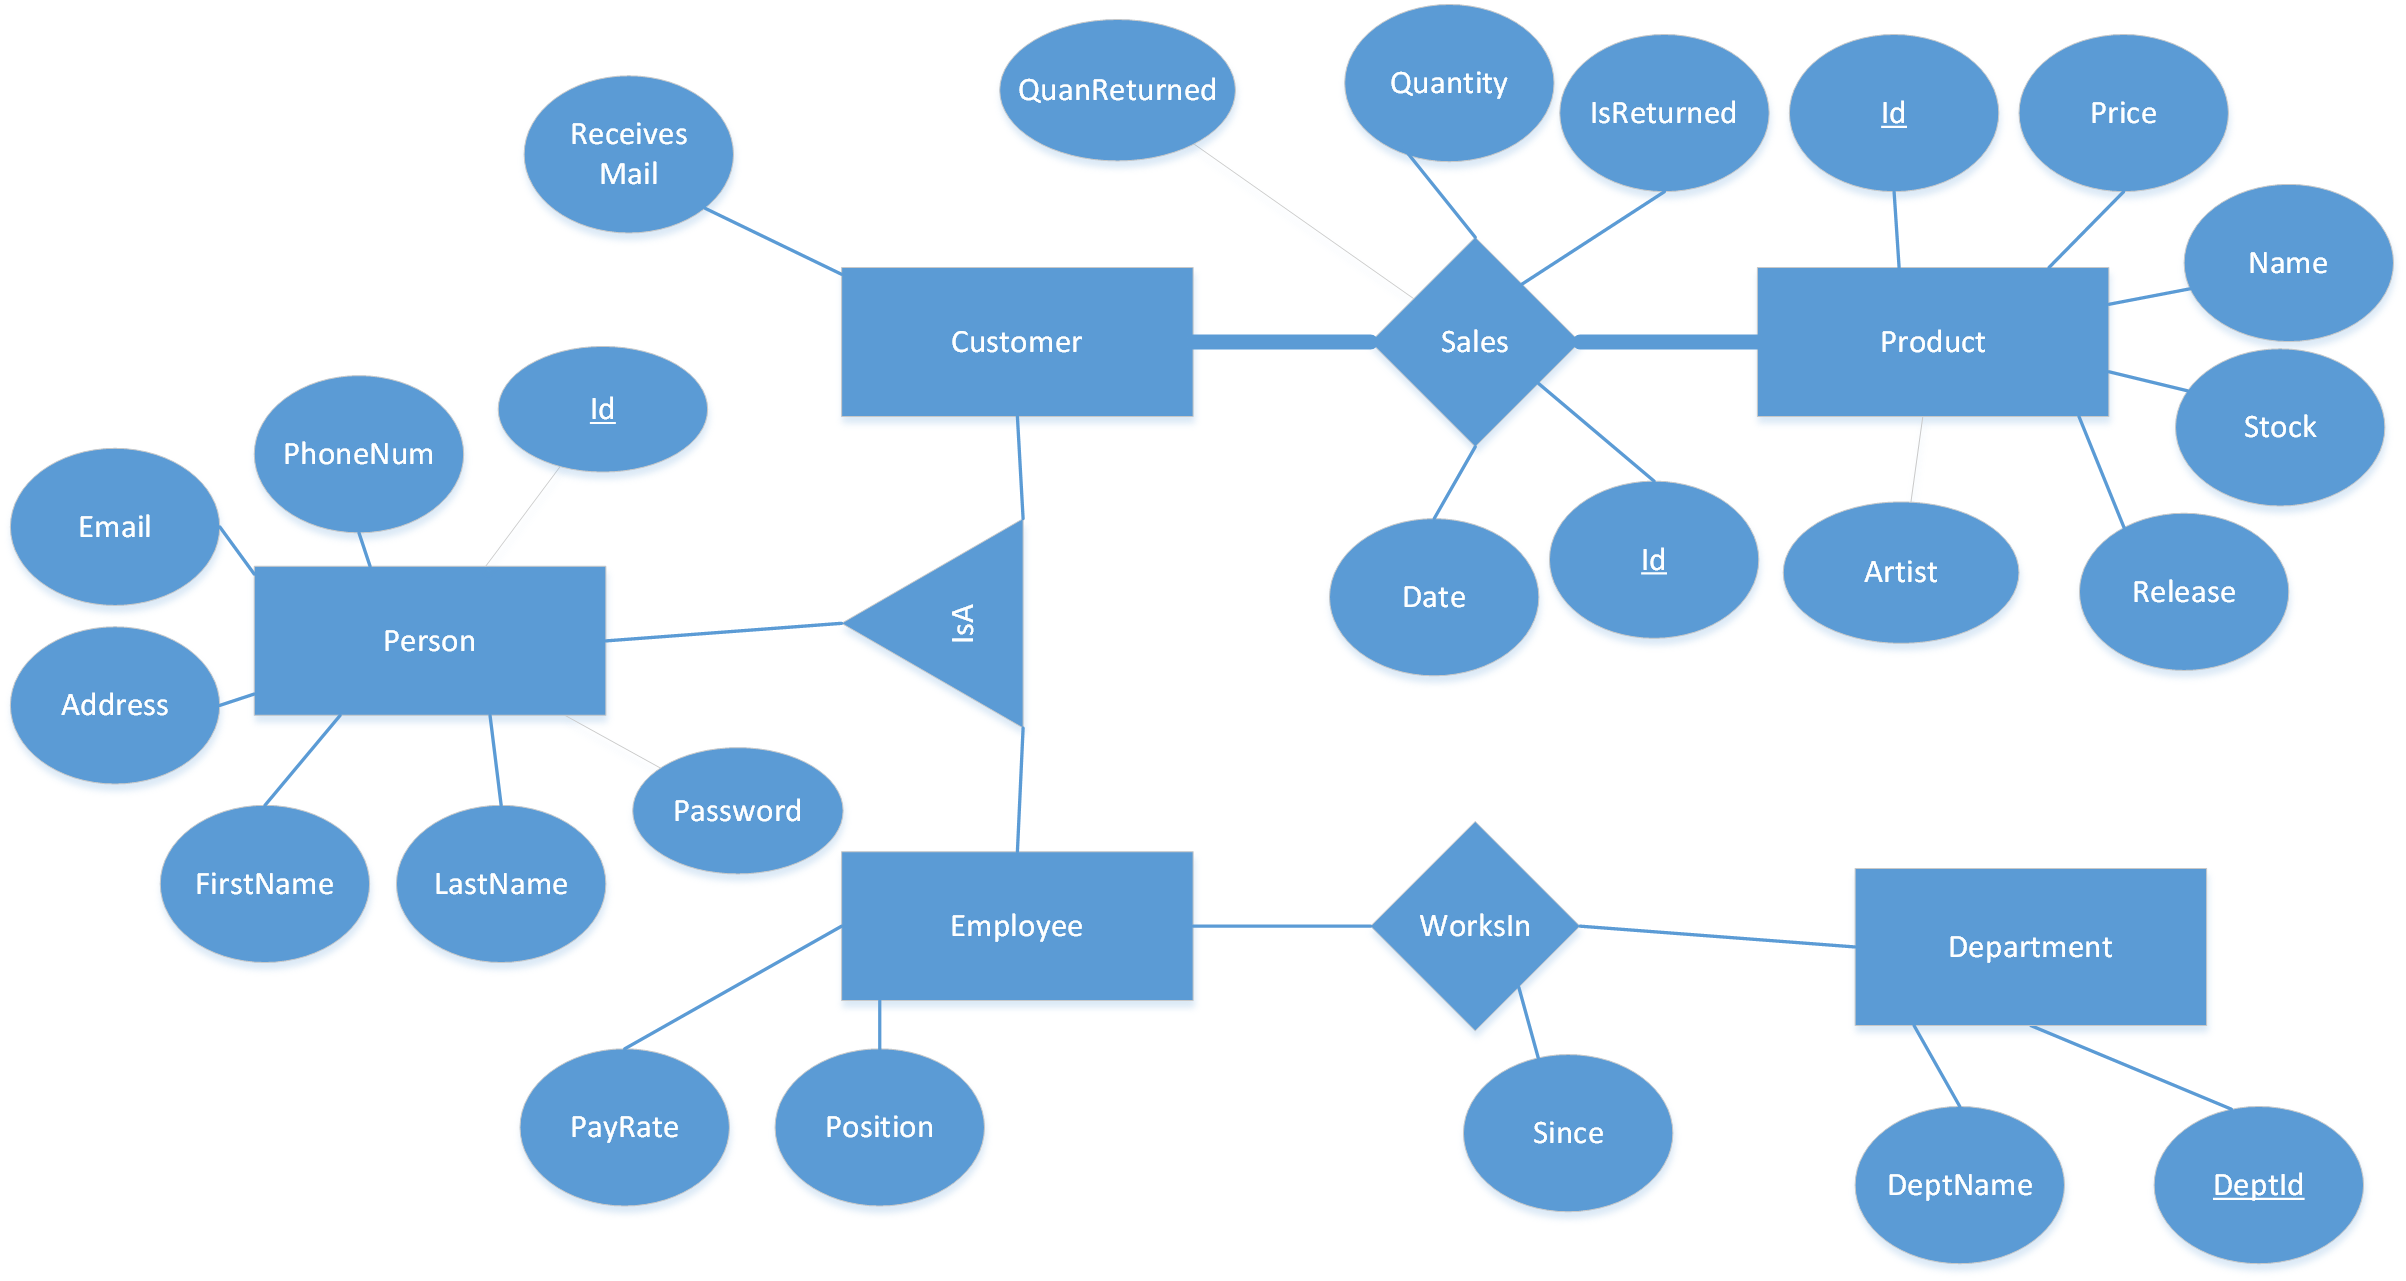 QuanReturned
Quantity
IsReturned
Id
Price
Receives
Mail
Name
Customer
Sales
Product
Id
PhoneNum
Stock
Email
Id
Artist
Date
Release
Person
IsA
Address
Password
FirstName
LastName
Employee
WorksIn
Department
PayRate
Position
Since
DeptName
DeptId